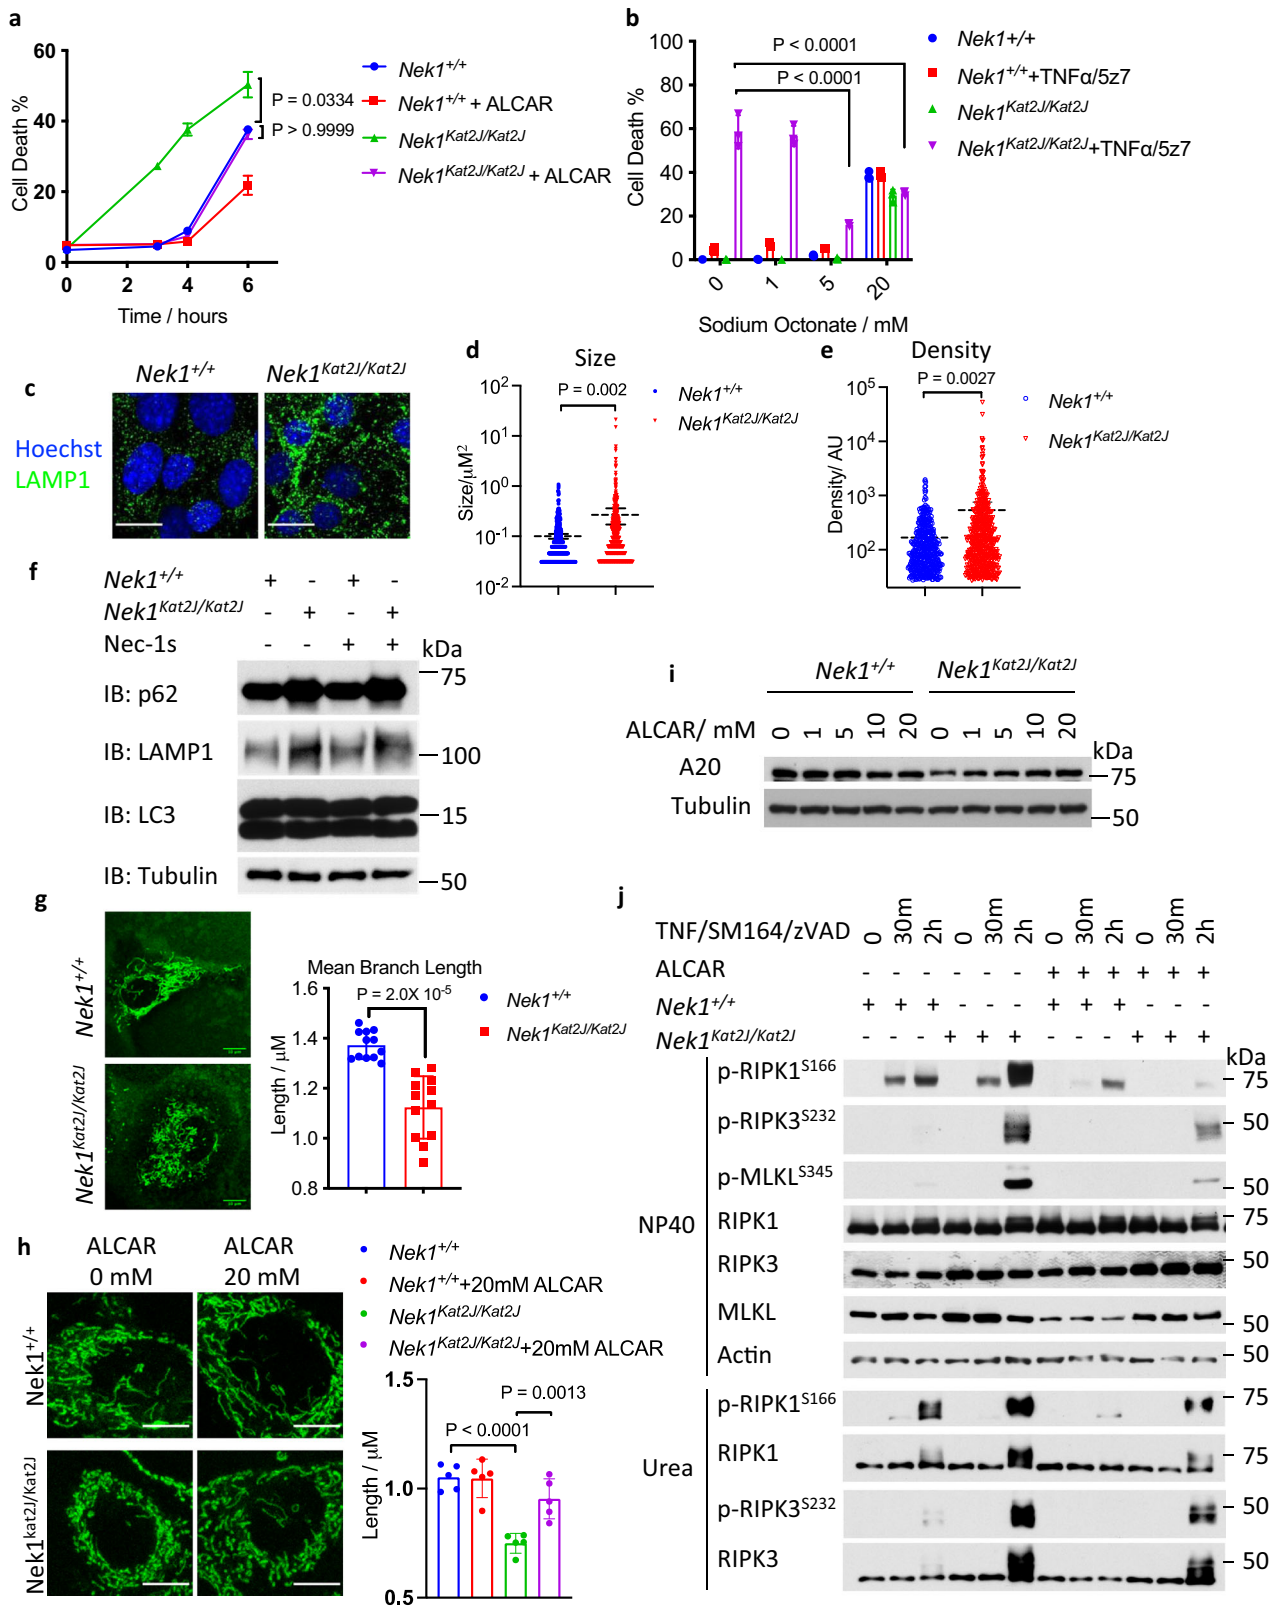 a
60
40
20
0
Cell Death %
0 2 4 6
Time / hours
P = 0.0334
P > 0.9999
Nek1+/+
Nek1+/+ + ALCAR
Nek1Kat2J/Kat2J
Nek1Kat2J/Kat2J + ALCAR
b
100
80
60
40
20
0
Cell Death %
P < 0.0001
P < 0.0001
0 1 5 20
Sodium Octonate / mM
Nek1+/+
Nek1+/++TNFα/5z7
Nek1Kat2J/Kat2J
Nek1Kat2J/Kat2J+TNFα/5z7
c
Nek1+/+ Nek1Kat2J/Kat2J
Hoechst
LAMP1
d
Size
10²
10¹
10⁰
10⁻¹
10⁻²
Size/μM²
P = 0.002
Nek1+/+
Nek1Kat2J/Kat2J
e
Density
10⁵
10⁴
10³
10²
Density/ AU
P = 0.0027
Nek1+/+
Nek1Kat2J/Kat2J
f
Nek1+/+ + - + -
Nek1Kat2J/Kat2J - + - +
Nec-1s - - + +
kDa
IB: p62 75
IB: LAMP1 100
IB: LC3 15
IB: Tubulin 50
g
Nek1+/+
Nek1Kat2J/Kat2J
Mean Branch Length
P = 2.0X 10⁻⁵
1.6
1.4
1.2
1.0
0.8
Length / μM
Nek1+/+
Nek1Kat2J/Kat2J
h
ALCAR 0 mM
ALCAR 20 mM
Nek1+/+
Nek1kat2J/Kat2J
Nek1+/+
Nek1+/++20mM ALCAR
Nek1Kat2J/Kat2J
Nek1Kat2J/Kat2J+20mM ALCAR
1.5
1.0
0.5
Length / μM
P = 0.0013
P < 0.0001
i
Nek1+/+ Nek1Kat2J/Kat2J
ALCAR/ mM 0 1 5 10 20 0 1 5 10 20
kDa
A20 75
Tubulin 50
j
TNF/SM164/zVAD 0 30m 2h 0 30m 2h 0 30m 2h 0 30m 2h
ALCAR - - - - - - + + + + + +
Nek1+/+ + + + - - - + + + - - -
Nek1Kat2J/Kat2J - - - + + + - - - + + +
kDa
NP40
p-RIPK1S166 75
p-RIPK3S232 50
p-MLKLS345 50
RIPK1 75
RIPK3 50
MLKL 50
Actin 50
Urea
p-RIPK1S166 75
RIPK1 75
p-RIPK3S232 50
RIPK3 50